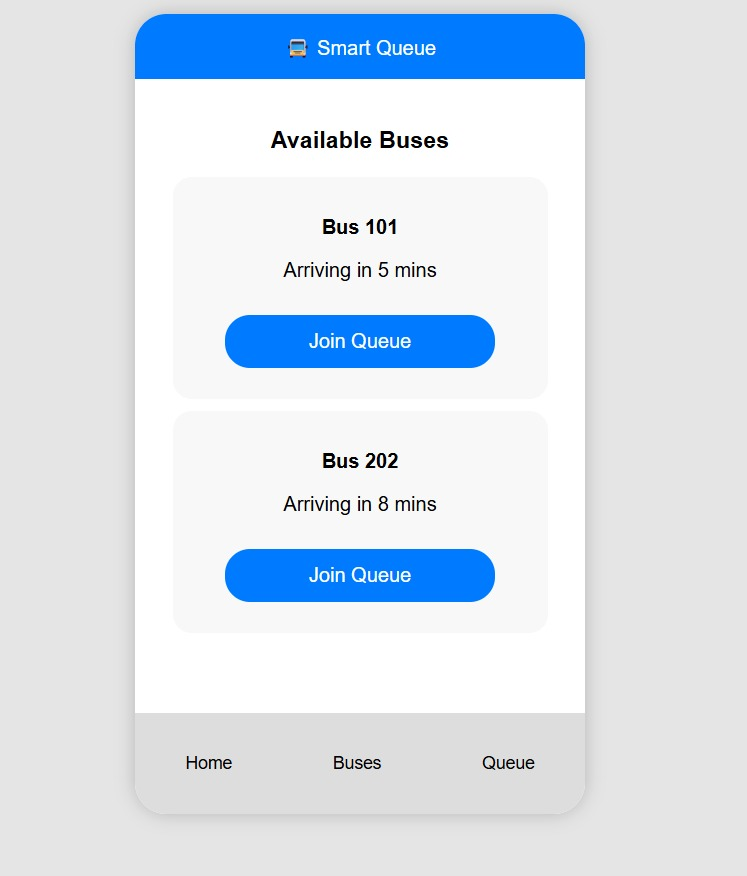 Smart Queue
Available Buses
Bus 101
Arriving in 5 mins
Join Queue
Bus 202
Arriving in 8 mins
Join Queue
Home Buses Queue